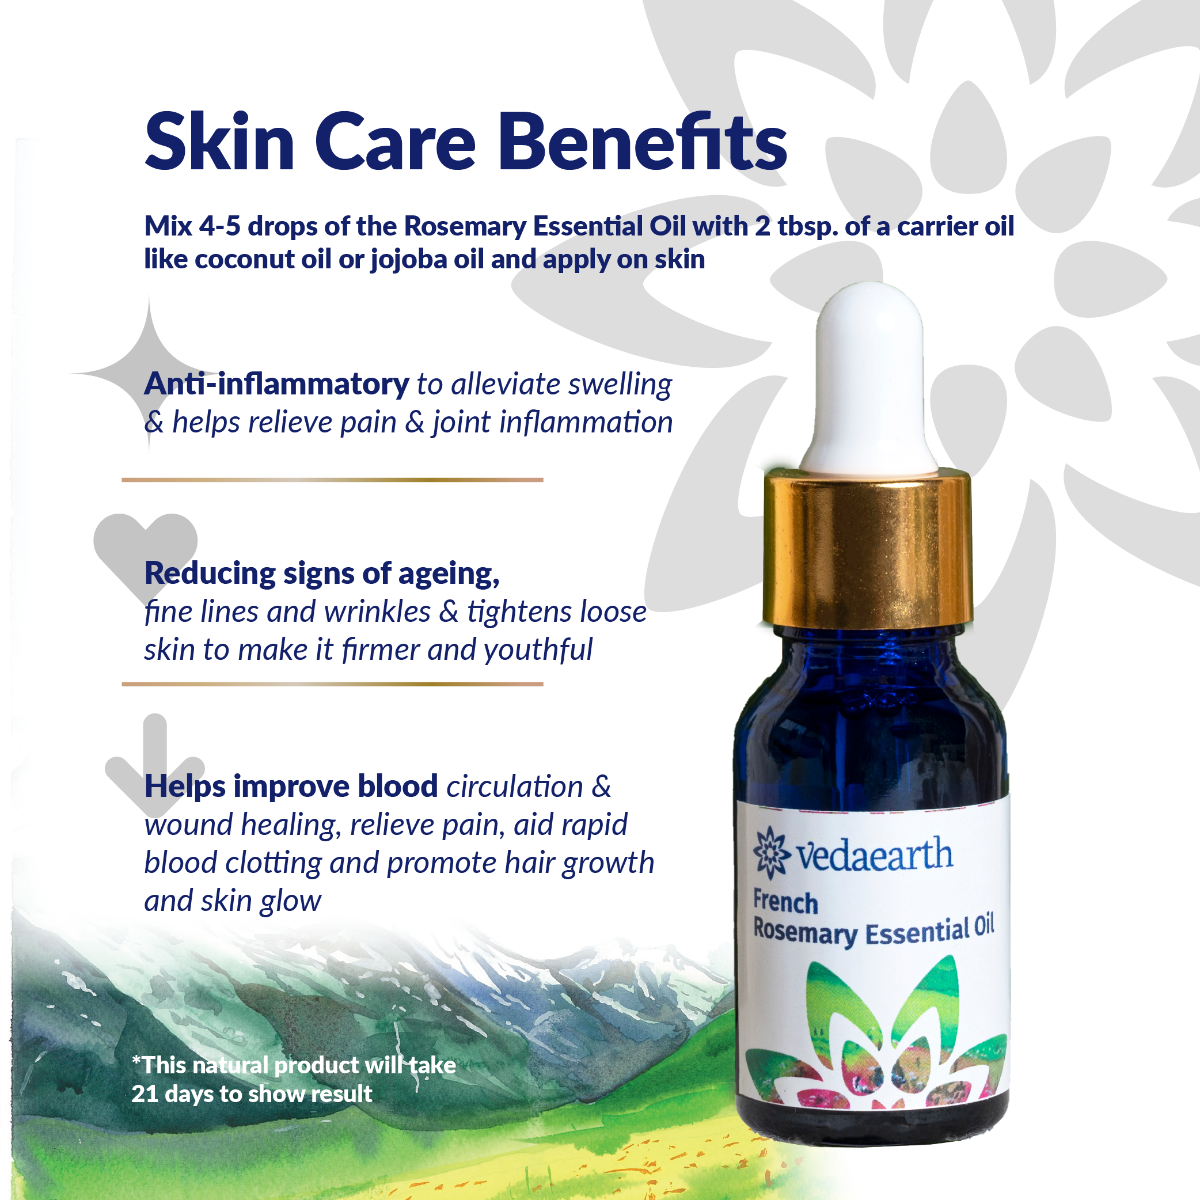 Skin Care Benefits
Mix 4-5 drops of the Rosemary Essential Oil with 2 tbsp. of a carrier oil
like coconut oil or jojoba oil and apply on skin
Anti-inflammatory to alleviate swelling
& helps relieve pain & joint inflammation
Reducing signs of ageing,
fine lines and wrinkles & tightens loose
skin to make it firmer and youthful
Helps improve blood circulation &
wound healing, relieve pain, aid rapid
blood clotting and promote hair growth
and skin glow
*This natural product will take
21 days to show result
vedaearth
French
Rosemary Essential Oil